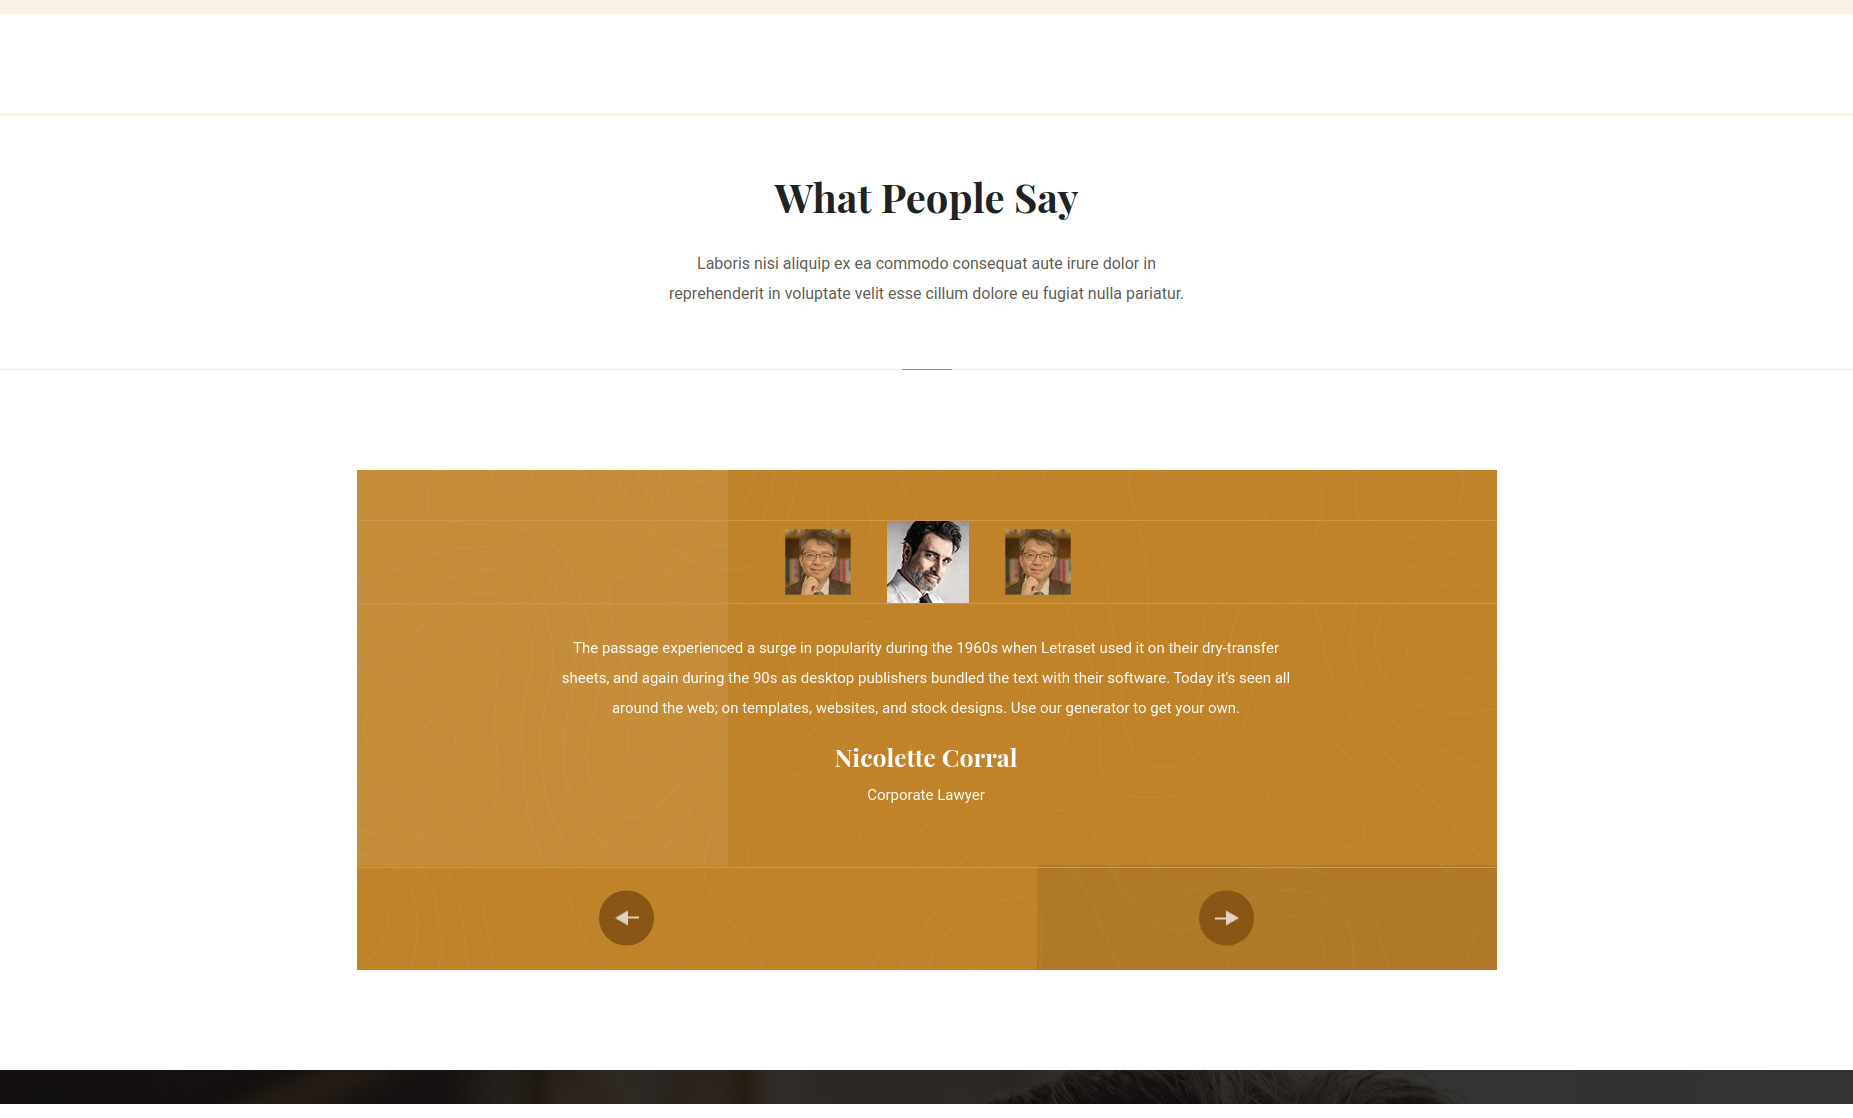 What People Say
Laboris nisi aliquip ex ea commodo consequat aute irure dolor in
reprehenderit in voluptate velit esse cillum dolore eu fugiat nulla pariatur.
The passage experienced a surge in popularity during the 1960s when Letraset used it on their dry-transfer
sheets, and again during the 90s as desktop publishers bundled the text with their software. Today it's seen all
around the web; on templates, websites, and stock designs. Use our generator to get your own.
Nicolette Corral
Corporate Lawyer